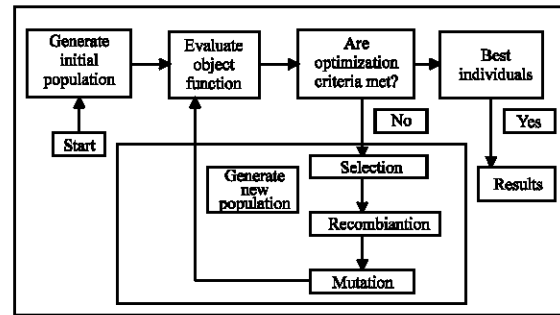 Generate
initial
population
Evaluate
object
function
Are
optimization
criteria met?
Best
individuals
No
Yes
Start
Generate
new
population
Selection
Results
Recombiantion
Mutation